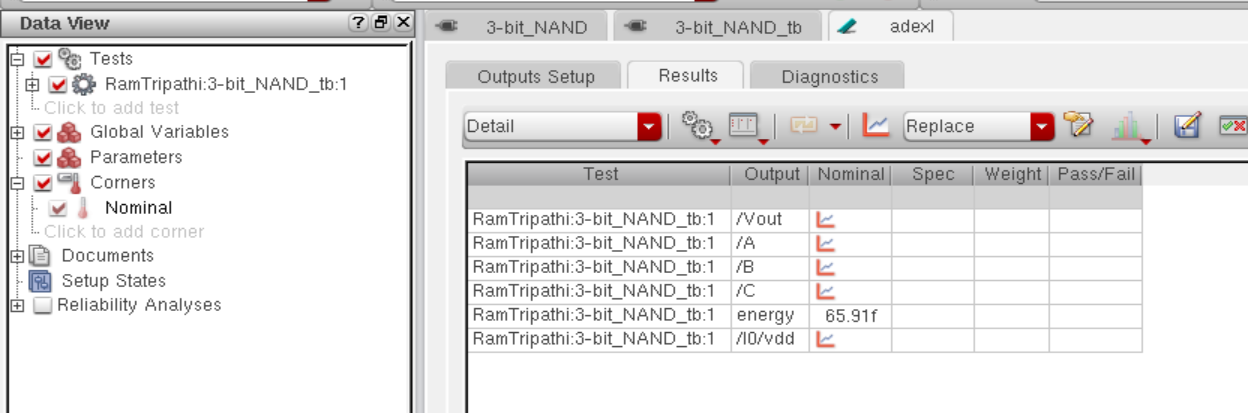 Data View
Tests
RamTripathi:3-bit_NAND_tb:1
Click to add test
Global Variables
Parameters
Corners
Nominal
Click to add corner
Documents
Setup States
Reliability Analyses
3-bit_NAND 3-bit_NAND_tb adexl
Outputs Setup Results Diagnostics
Detail Replace
Test Output Nominal Spec Weight Pass/Fail
RamTripathi:3-bit_NAND_tb:1 /Vout
RamTripathi:3-bit_NAND_tb:1 /A
RamTripathi:3-bit_NAND_tb:1 /B
RamTripathi:3-bit_NAND_tb:1 /C
RamTripathi:3-bit_NAND_tb:1 energy 65.91f
RamTripathi:3-bit_NAND_tb:1 /I0/vdd